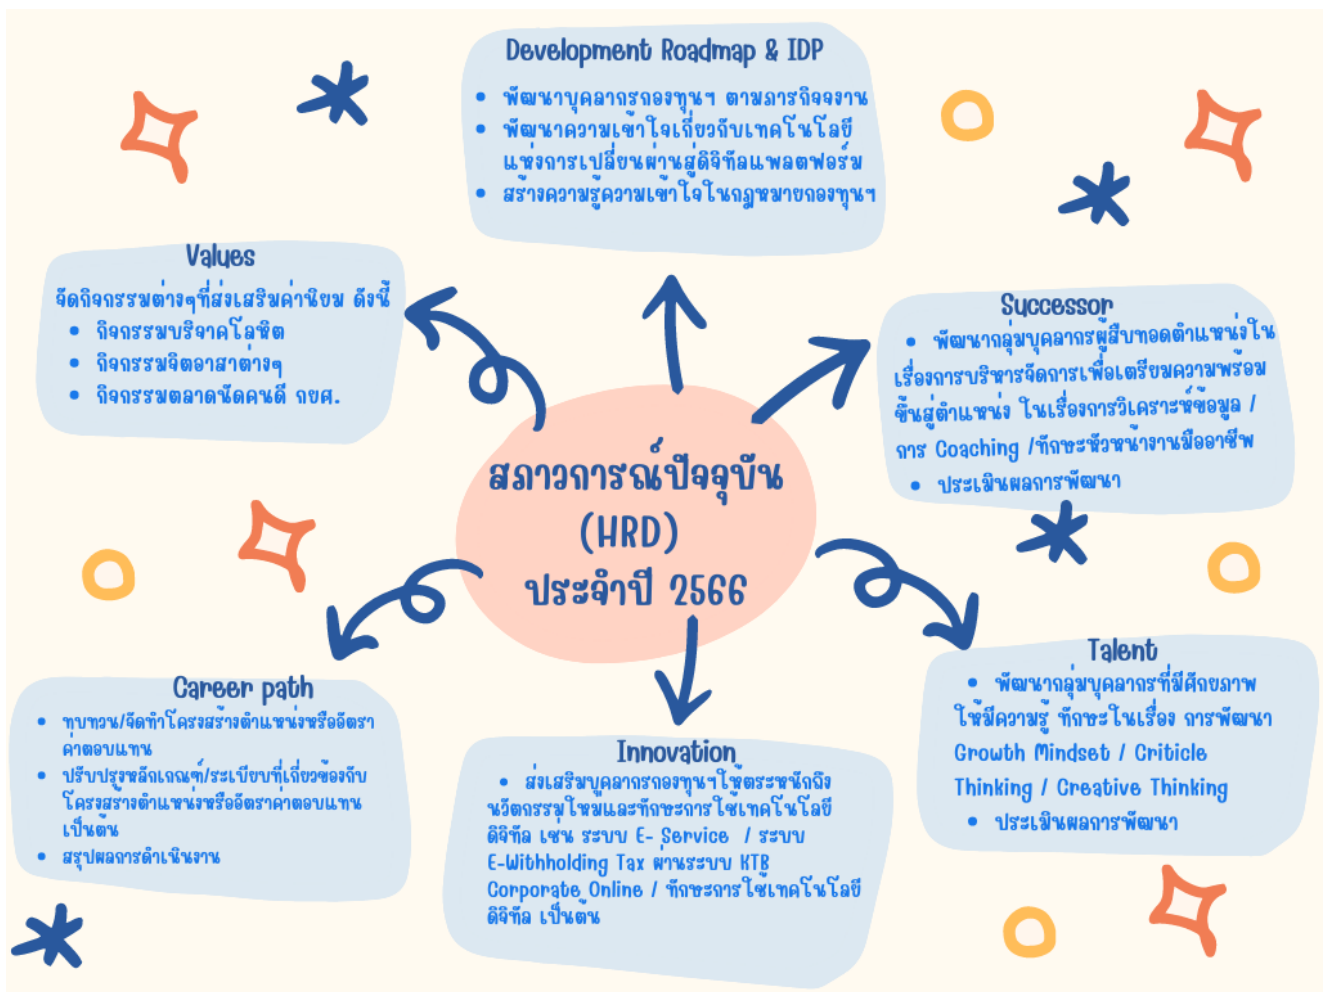 Development Roadmap & IDP
• พัฒนาบุคลากรกองทุนฯ ตามภารกิจงาน
• พัฒนาความเข้าใจเกี่ยวกับเทคโนโลยี
แห่งการเปลี่ยนผ่านสู่ดิจิทัลแพลตฟอร์ม
• สร้างความรู้ความเข้าใจในกฎหมายกองทุนฯ
Values
จัดกิจกรรมต่างๆที่ส่งเสริมค่านิยม ดังนี้
• กิจกรรมบริจาคโลหิต
• กิจกรรมจิตอาสาต่างๆ
• กิจกรรมตลาดนัดคนดี กยศ.
Successor
• พัฒนากลุ่มบุคลากรผู้สืบทอดตำแหน่งใน
เรื่องการบริหารจัดการเพื่อเตรียมความพร้อม
ขึ้นสู่ตำแหน่ง ในเรื่องการวิเคราะห์ข้อมูล /
การ Coaching /ทักษะหัวหน้างานมืออาชีพ
• ประเมินผลการพัฒนา
สภาวการณ์ปัจจุบัน
(HRD)
ประจำปี 2566
Career path
• ทบทวน/จัดทำโครงสร้างตำแหน่งหรืออัตรา
ค่าตอบแทน
• ปรับปรุงหลักเกณฑ์/ระเบียบที่เกี่ยวข้องกับ
โครงสร้างตำแหน่งหรืออัตราค่าตอบแทน
เป็นต้น
• สรุปผลการดำเนินงาน
Innovation
• ส่งเสริมบุคลากรกองทุนฯให้ตระหนักถึง
นวัตกรรมใหม่และทักษะการใช้เทคโนโลยี
ดิจิทัล เช่น ระบบ E- Service / ระบบ
E-Withholding Tax ผ่านระบบ KTB
Corporate Online / ทักษะการใช้เทคโนโลยี
ดิจิทัล เป็นต้น
Talent
• พัฒนากลุ่มบุคลากรที่มีศักยภาพ
ให้มีความรู้ ทักษะในเรื่อง การพัฒนา
Growth Mindset / Criticle
Thinking / Creative Thinking
• ประเมินผลการพัฒนา